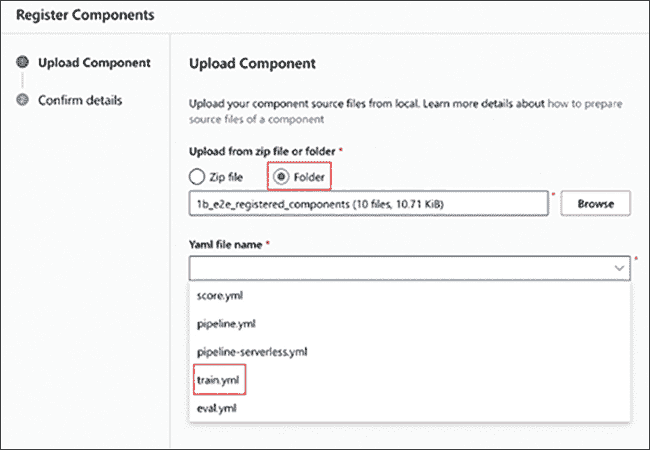 Register Components
Upload Component
Confirm details
Upload Component
Upload your component source files from local. Learn more details about how to prepare
source files of a component
Upload from zip file or folder *
Zip file
Folder
1b_e2e_registered_components (10 files, 10.71 KiB)
*
Browse
Yaml file name *
*
score.yml
pipeline.yml
pipeline-serverless.yml
train.yml
eval.yml